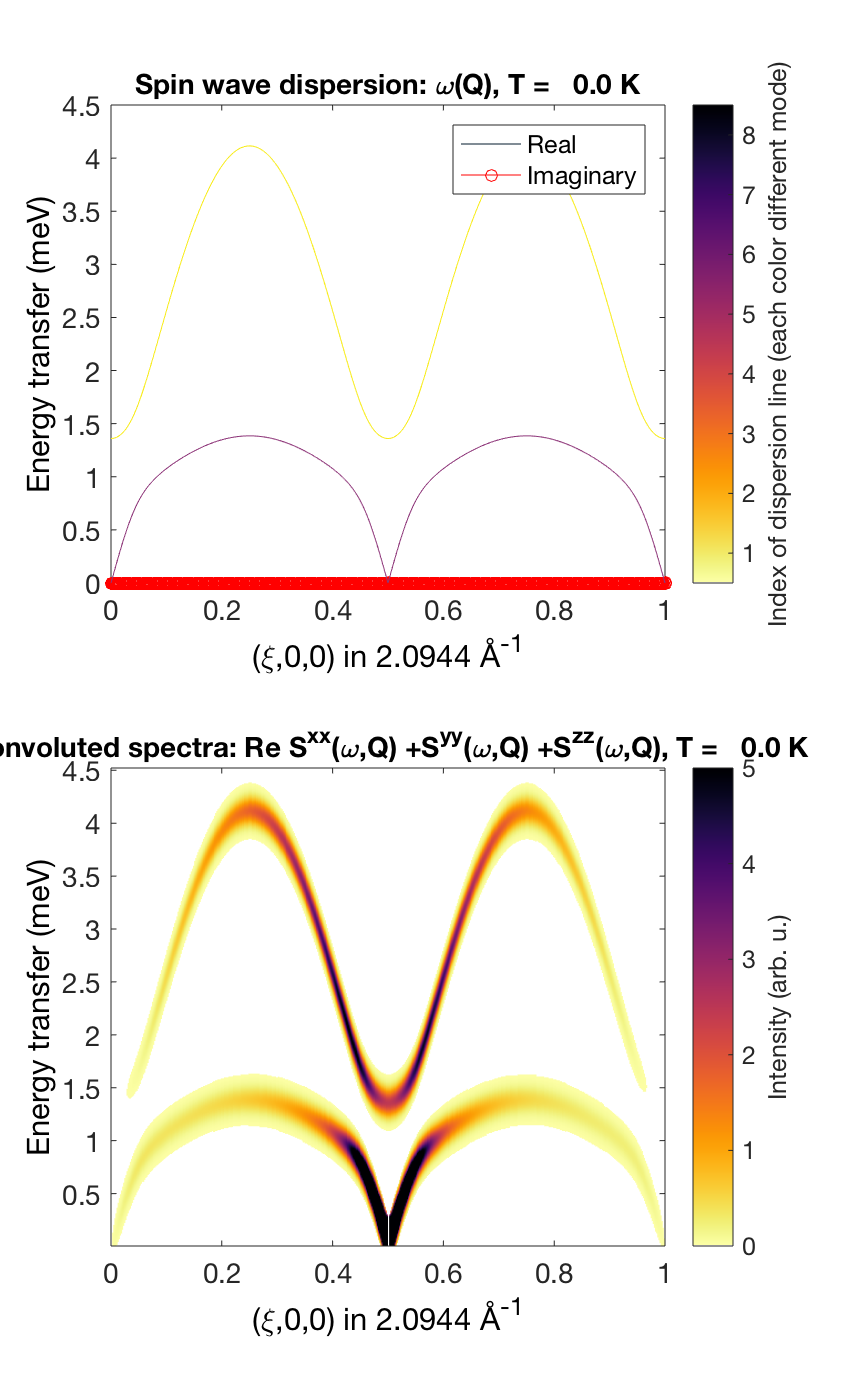 Spin wave dispersion: ω(Q), T = 0.0 K
4.5
4
3.5
3
2.5
2
1.5
1
0.5
0
Energy transfer (meV)
Real
Imaginary
0 0.2 0.4 0.6 0.8 1
(ξ,0,0) in 2.0944 Å-1
8
7
6
5
4
3
2
1
Index of dispersion line (each color different mode)
onvoluted spectra: Re Sxx(ω,Q) +Syy(ω,Q) +Szz(ω,Q), T = 0.0 K
4.5
4
3.5
3
2.5
2
1.5
1
0.5
Energy transfer (meV)
0 0.2 0.4 0.6 0.8 1
(ξ,0,0) in 2.0944 Å-1
5
4
3
2
1
0
Intensity (arb. u.)